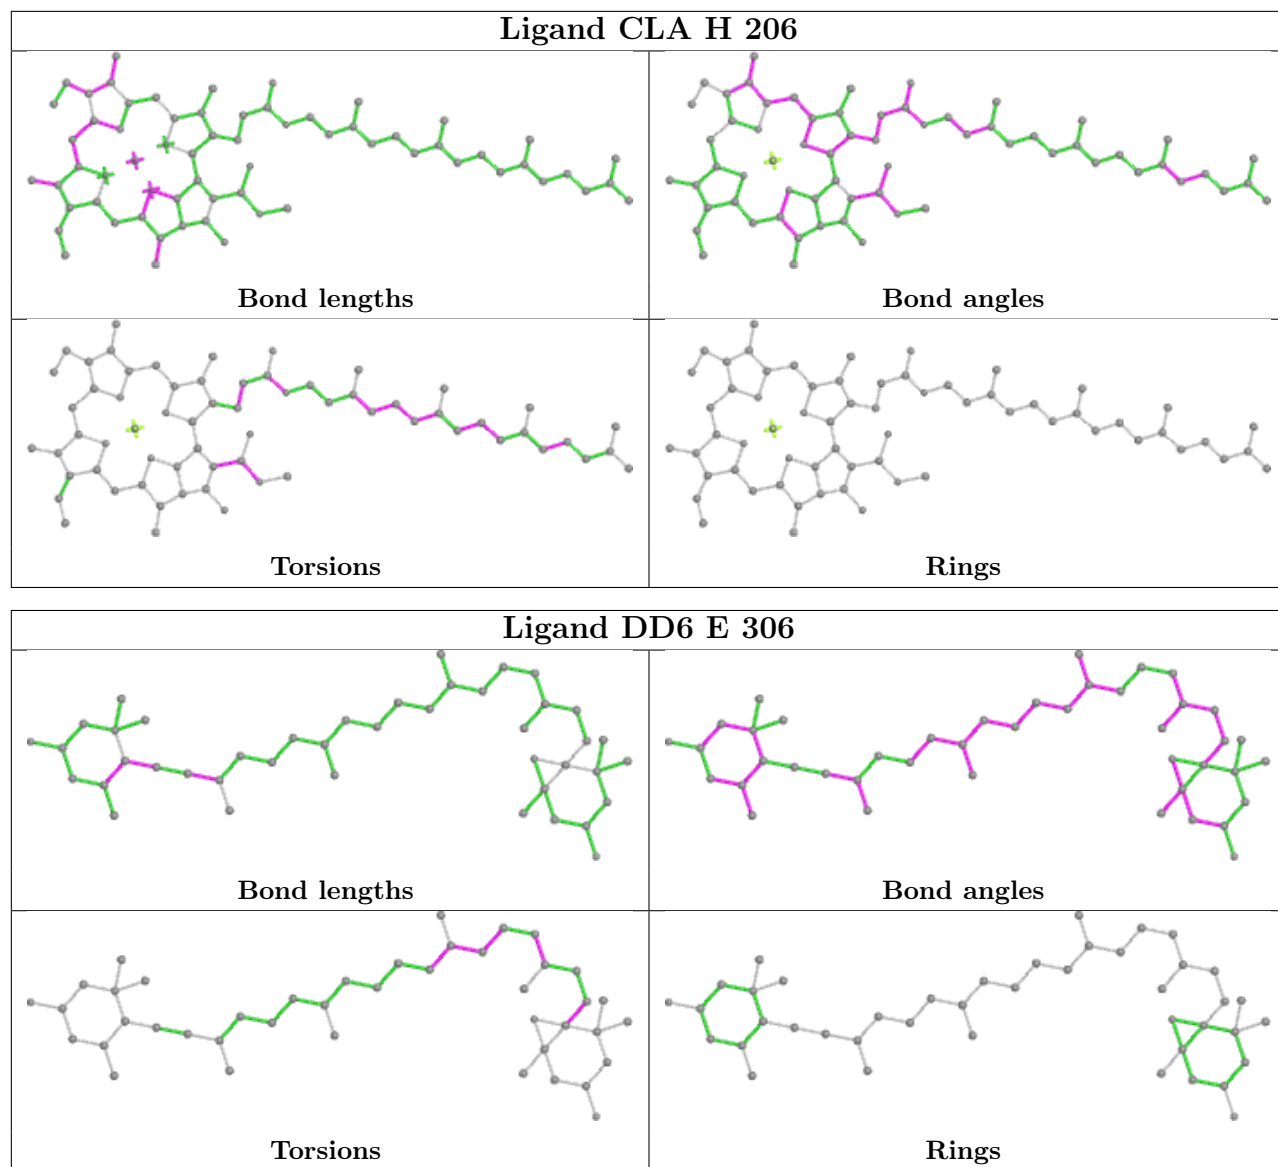 Ligand CLA H 206
Bond lengths
Bond angles
Torsions
Rings
Ligand DD6 E 306
Bond lengths
Bond angles
Torsions
Rings